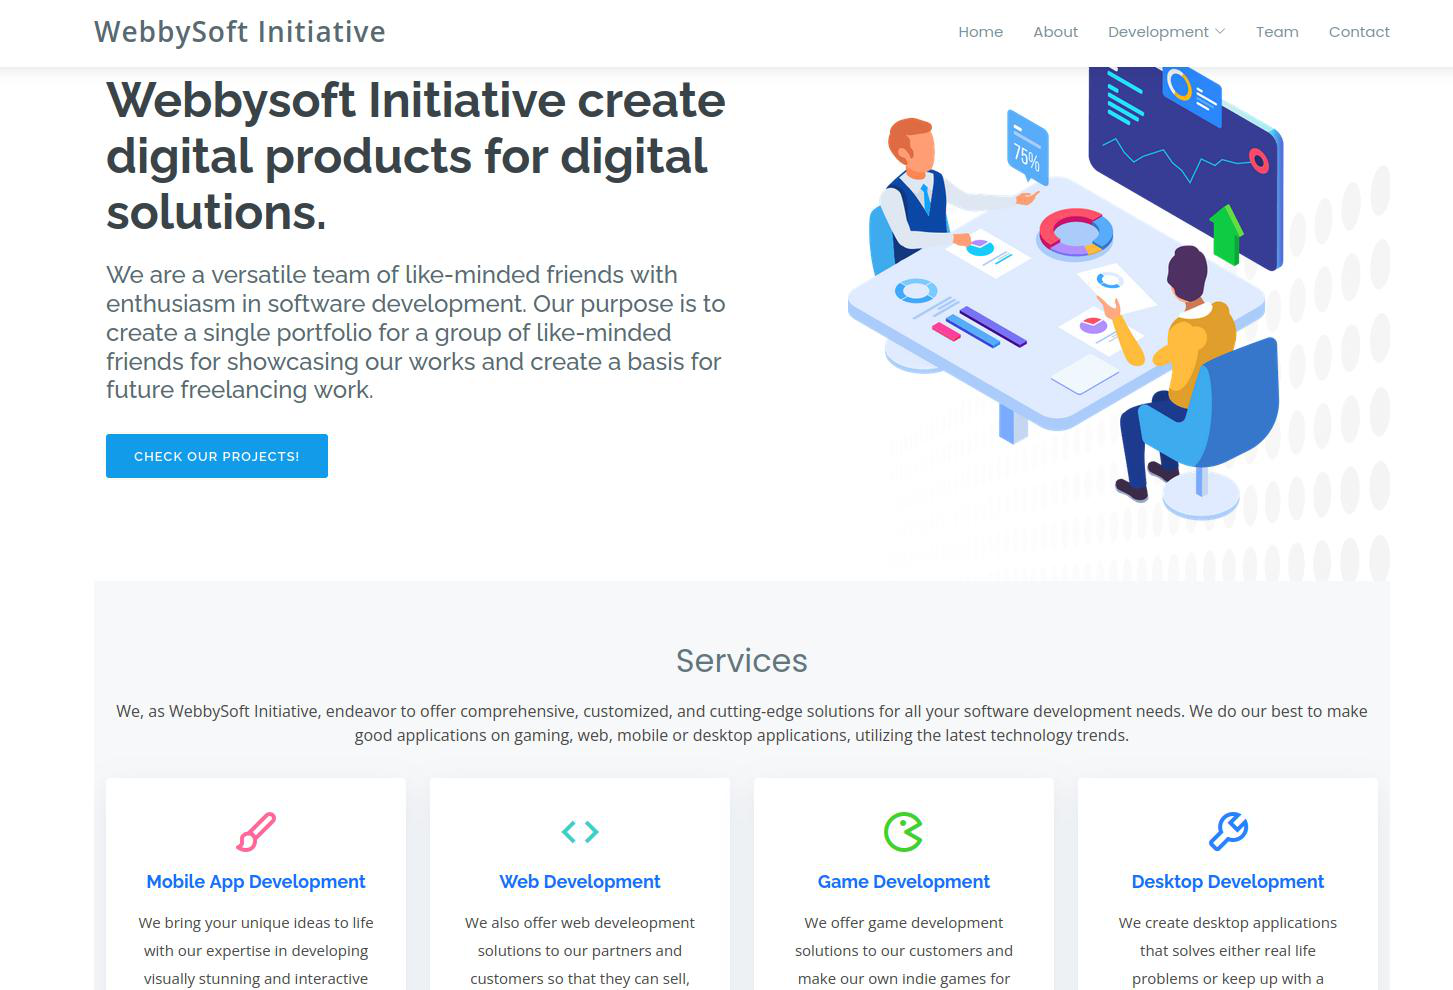 WebbySoft Initiative
Home About Development Team Contact
Webbysoft Initiative create
digital products for digital
solutions.
We are a versatile team of like-minded friends with
enthusiasm in software development. Our purpose is to
create a single portfolio for a group of like-minded
friends for showcasing our works and create a basis for
future freelancing work.
CHECK OUR PROJECTS!
75%
Services
We, as WebbySoft Initiative, endeavor to offer comprehensive, customized, and cutting-edge solutions for all your software development needs. We do our best to make
good applications on gaming, web, mobile or desktop applications, utilizing the latest technology trends.
Mobile App Development
We bring your unique ideas to life
with our expertise in developing
visually stunning and interactive
Web Development
We also offer web develeopment
solutions to our partners and
customers so that they can sell,
Game Development
We offer game development
solutions to our customers and
make our own indie games for
Desktop Development
We create desktop applications
that solves either real life
problems or keep up with a